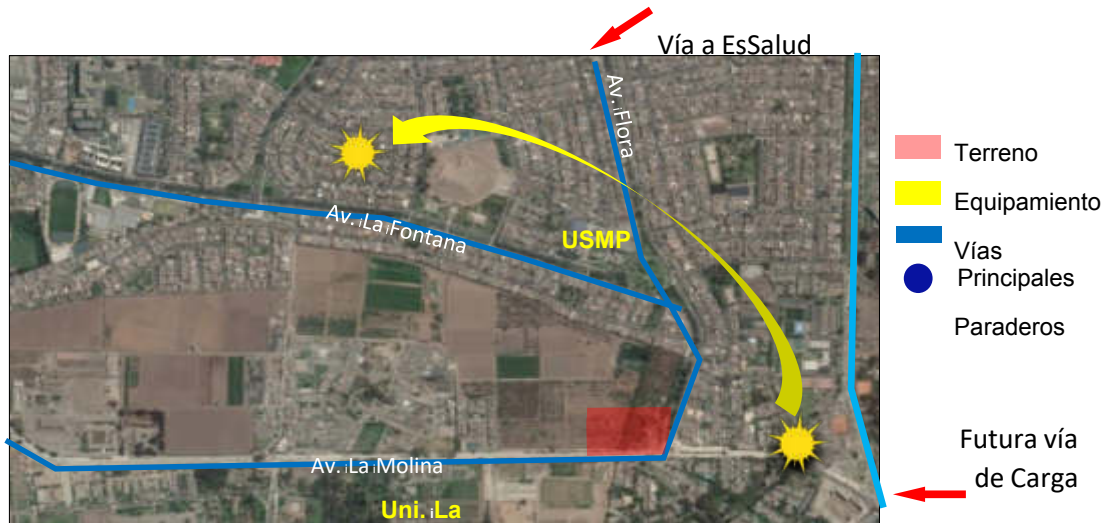 Vía a EsSalud
Av. ¡Flora
Terreno
Equipamiento
Av. ¡La ¡Fontana
USMP
Vías
Principales
Paraderos
Futura vía
de Carga
Av. ¡La ¡Molina
Uni. ¡La